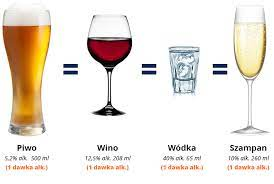 Piwo
5,2% alk. 500 ml
(1 dawka alk.)
Wino
12,5% alk. 208 ml
(1 dawka alk.)
Wódka
40% alk. 65 ml
(1 dawka alk.)
Szampan
10% alk. 260 ml
(1 dawka alk.)